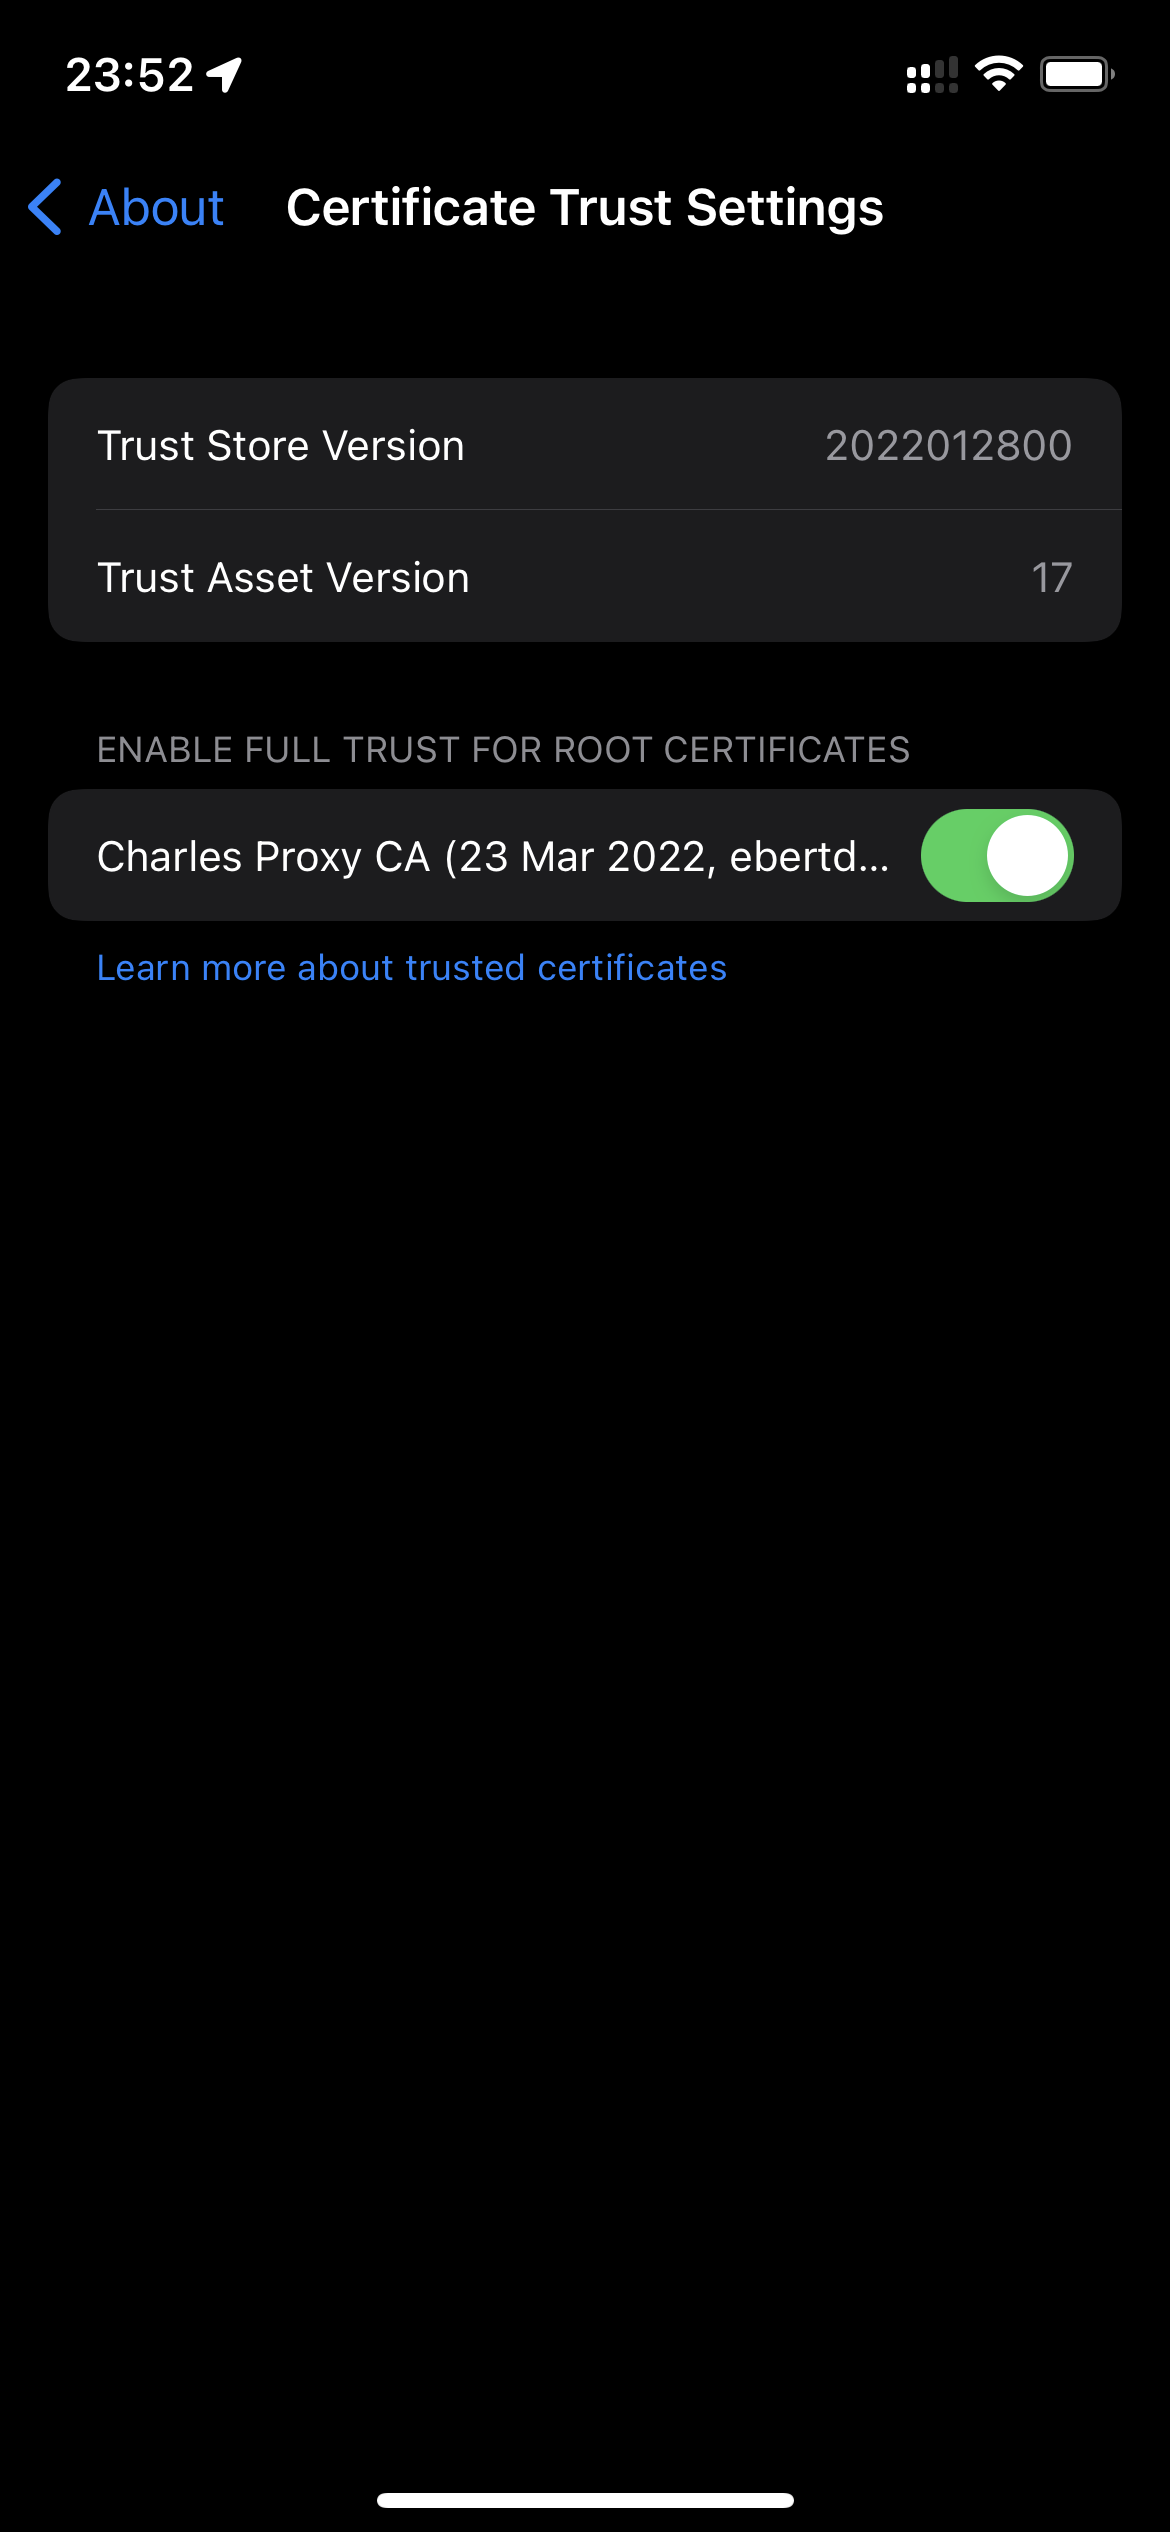 23:52
About
Certificate Trust Settings
Trust Store Version 2022012800
Trust Asset Version 17
ENABLE FULL TRUST FOR ROOT CERTIFICATES
Charles Proxy CA (23 Mar 2022, ebertd...
Learn more about trusted certificates